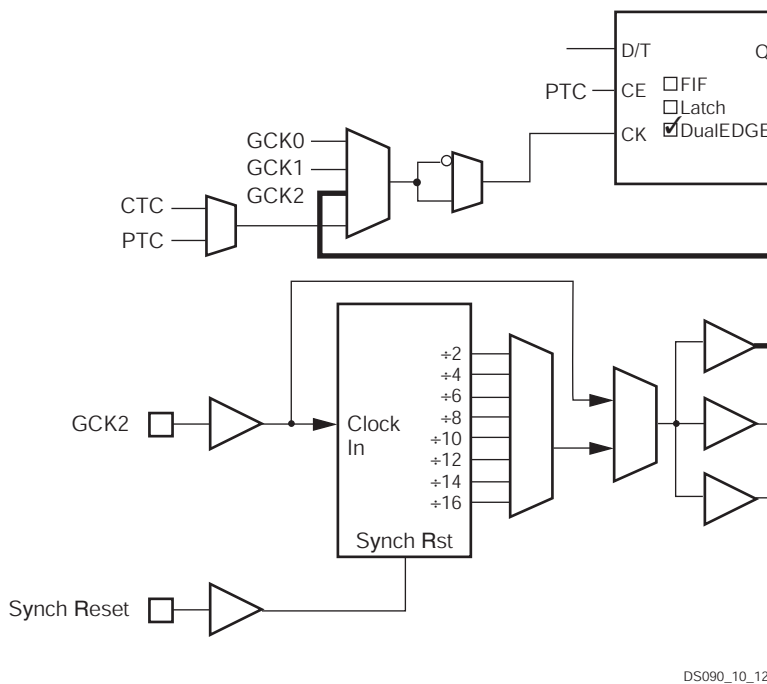 D/T
Q
PTC
CE
FIF
Latch
DualEDGE
CK
GCK0
GCK1
GCK2
CTC
PTC
÷2
÷4
÷6
÷8
÷10
÷12
÷14
÷16
GCK2
Clock
In
Synch Rst
Synch Reset
DS090_10_12